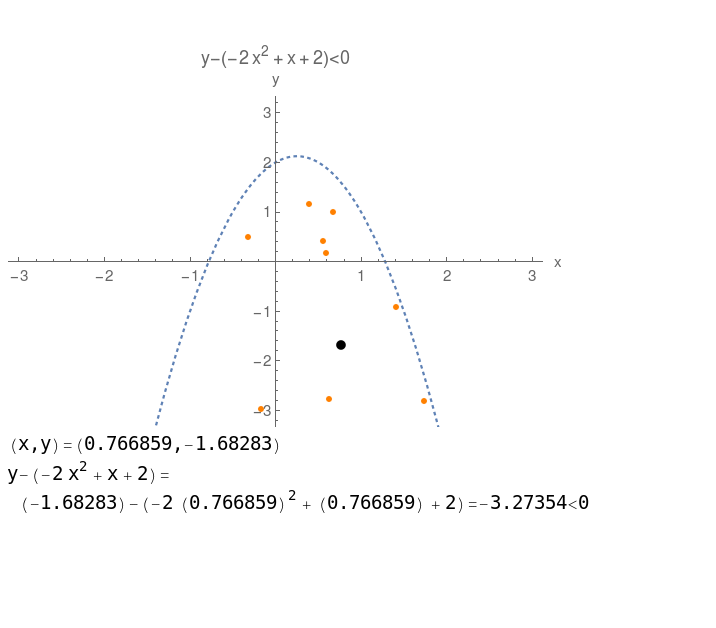 y−(−2 x² + x + 2)<0
y
3
2
1
−3 −2 −1 1 2 3 x
−1
−2
−3
(x,y) = (0.766859,−1.68283)
y− (−2 x² + x + 2) =
(−1.68283) − (−2 (0.766859)² + (0.766859) + 2) =−3.27354<0